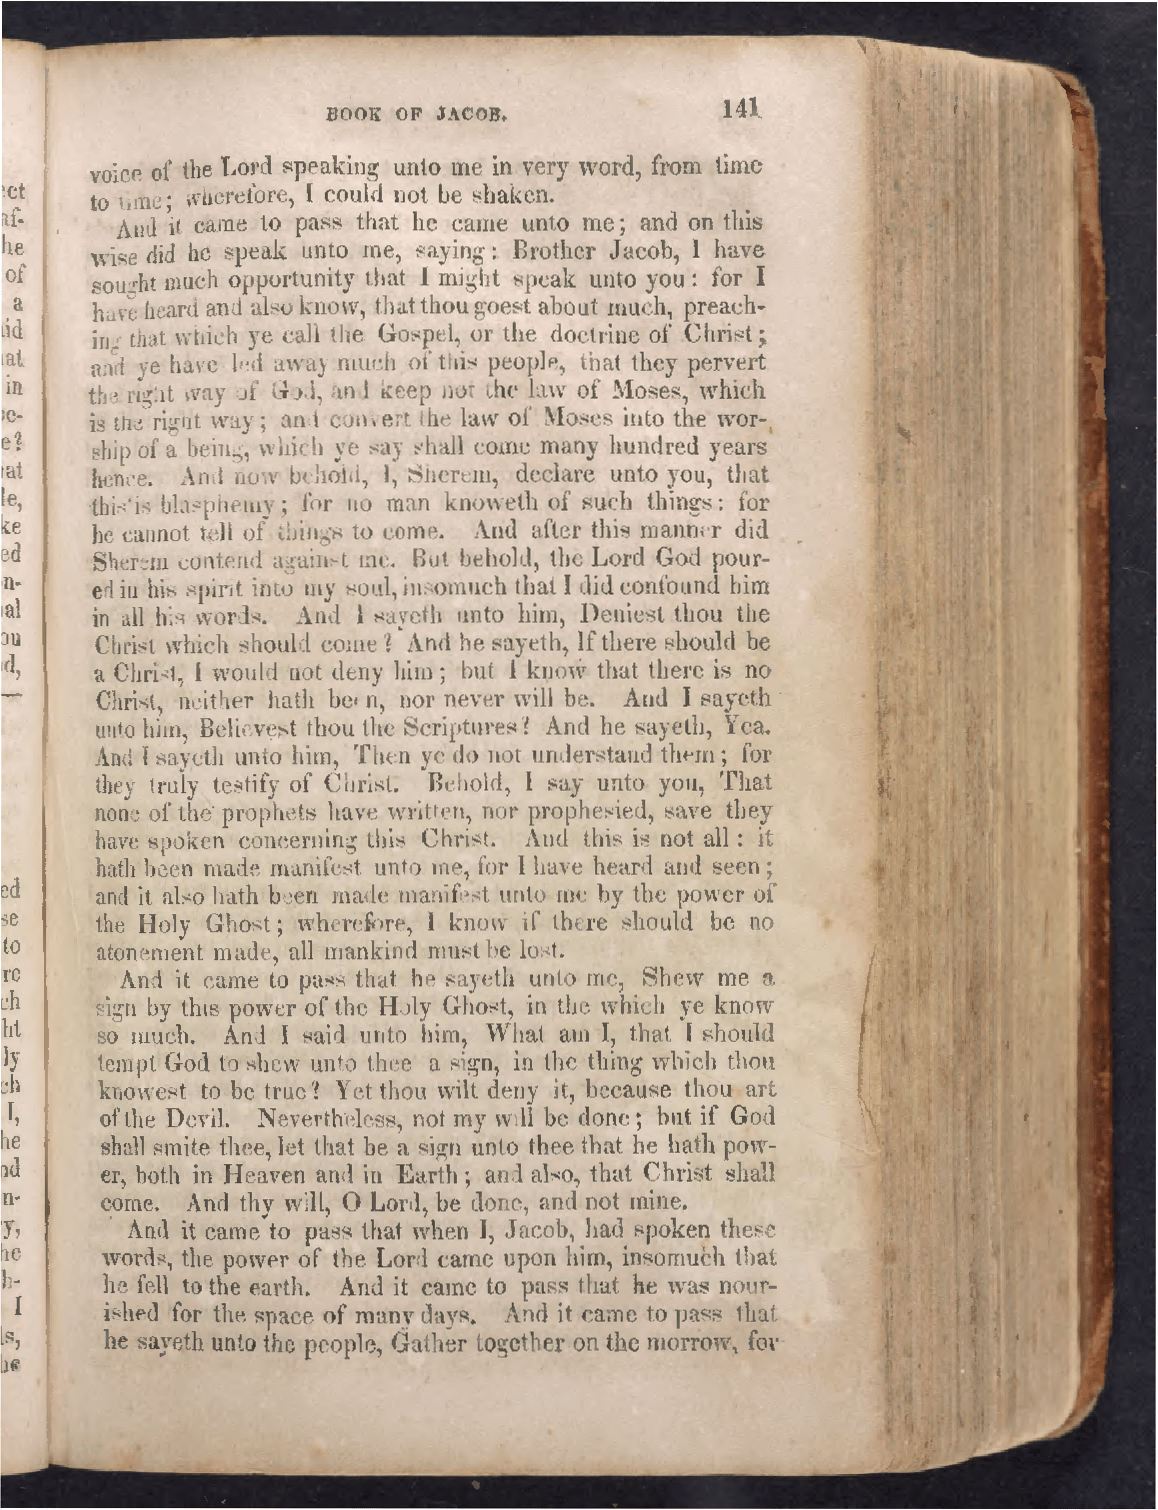 BOOK OF JACOB. 141
voice of the Lord speaking unto me in very word, from time
to time; wherefore, I could not be shaken.
And it came to pass that he came unto me; and on this
wise did he speak unto me, saying: Brother Jacob, I have
sought much opportunity that I might speak unto you: for I
have heard and also know, that thou goest about much, preach-
ing that which ye call the Gospel, or the doctrine of Christ;
and ye have led away much of this people, that they pervert
the right way of God, and keep not the law of Moses, which
is the right way; and convert the law of Moses into the wor-
ship of a being, which ye say shall come many hundred years
hence. And now behold, I, Sherem, declare unto you, that
this is blasphemy; for no man knoweth of such things: for
he cannot tell of things to come. And after this manner did
Sherem contend against me. But behold, the Lord God pour-
ed in his spirit into my soul, insomuch that I did confound him
in all his words. And I sayeth unto him, Deniest thou the
Christ which should come? And he sayeth, If there should be
a Christ, I would not deny him; but I know that there is no
Christ, neither hath been, nor never will be. And I sayeth
unto him, Believest thou the Scriptures? And he sayeth, Yea.
And I sayeth unto him, Then ye do not understand them; for
they truly testify of Christ. Behold, I say unto you, That
none of the prophets have written, nor prophesied, save they
have spoken concerning this Christ. And this is not all: it
hath been made manifest unto me, for I have heard and seen;
and it also hath been made manifest unto me by the power of
the Holy Ghost; wherefore, I know if there should be no
atonement made, all mankind must be lost.
And it came to pass that he sayeth unto me, Shew me a
sign by this power of the Holy Ghost, in the which ye know
so much. And I said unto him, What am I, that I should
tempt God to shew unto thee a sign, in the thing which thou
knowest to be true? Yet thou wilt deny it, because thou art
of the Devil. Nevertheless, not my will be done; but if God
shall smite thee, let that be a sign unto thee that he hath pow-
er, both in Heaven and in Earth; and also, that Christ shall
come. And thy will, O Lord, be done, and not mine.
And it came to pass that when I, Jacob, had spoken these
words, the power of the Lord came upon him, insomuch that
he fell to the earth. And it came to pass that he was nour-
ished for the space of many days. And it came to pass that
he sayeth unto the people, Gather together on the morrow, for